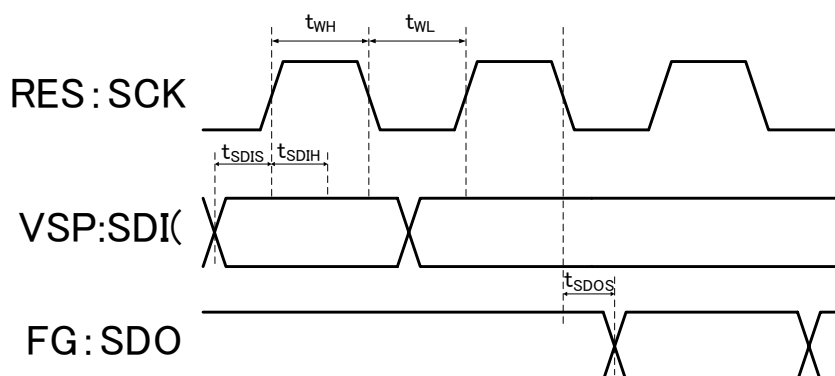 tWH tWL
RES:SCK
tSDIS tSDIH
VSP:SDI(
tSDOS
FG:SDO